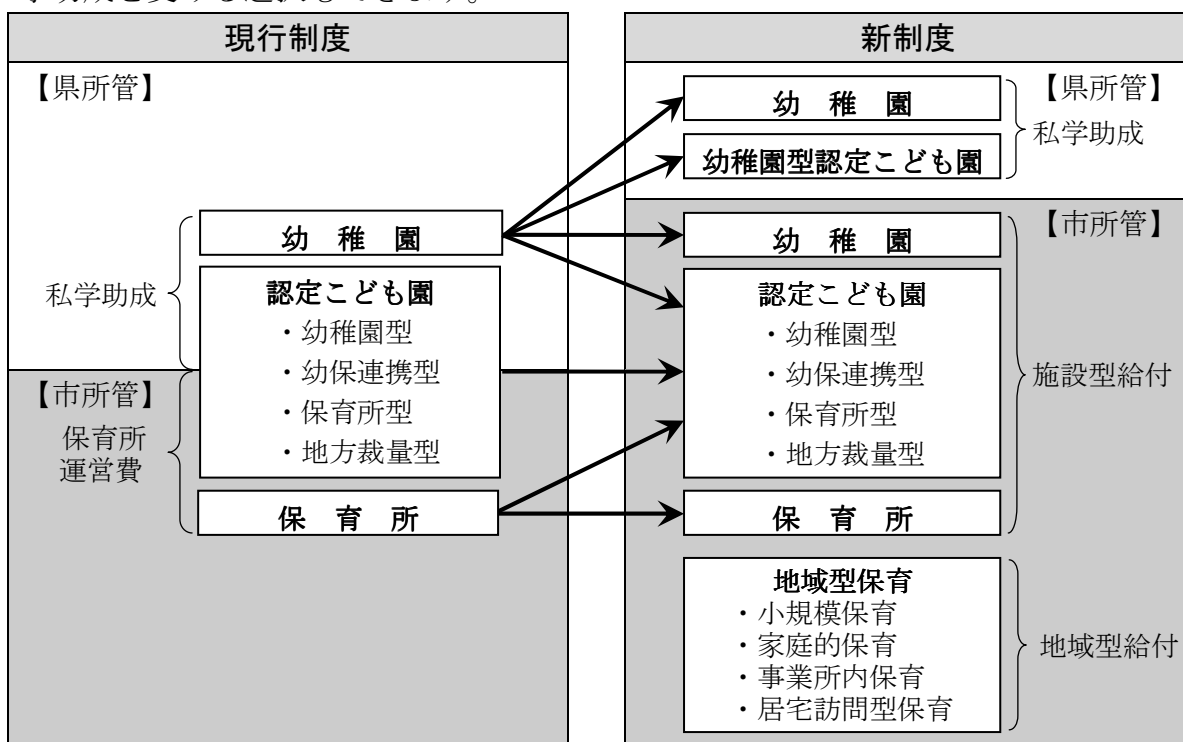 現行制度
【県所管】
幼 稚 園
私学助成
認定こども園
・幼稚園型
・幼保連携型
・保育所型
・地方裁量型
【市所管】
保育所
運営費
保 育 所
新制度
幼 稚 園
【県所管】
私学助成
幼稚園型認定こども園
【市所管】
幼 稚 園
認定こども園
・幼稚園型
・幼保連携型
・保育所型
・地方裁量型
施設型給付
保 育 所
地域型保育
・小規模保育
・家庭的保育
・事業所内保育
・居宅訪問型保育
地域型給付